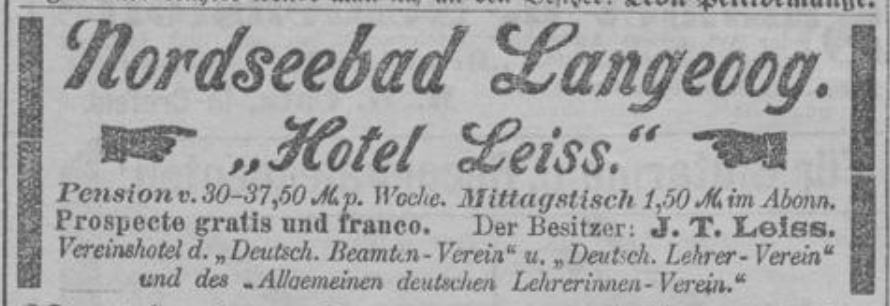 Nordseebad Langeoog.
„Hotel Leiss.“
Pension v. 30–37,50 M. p. Woche. Mittagstisch 1,50 M. im Abonn.
Prospecte gratis und franco. Der Besitzer: J. T. Leiss.
Vereinshotel d. „Deutsch. Beamten-Verein“ u. „Deutsch. Lehrer-Verein“
und des „Allgemeinen deutschen Lehrerinnen-Verein.“